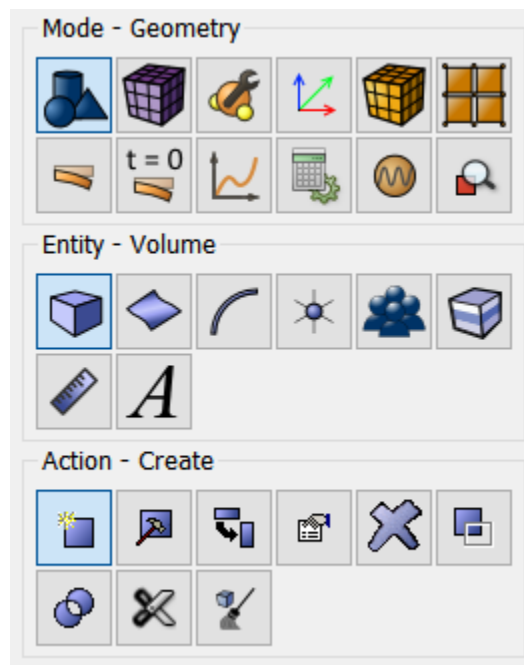 Mode - Geometry
t = 0
Entity - Volume
A
Action - Create